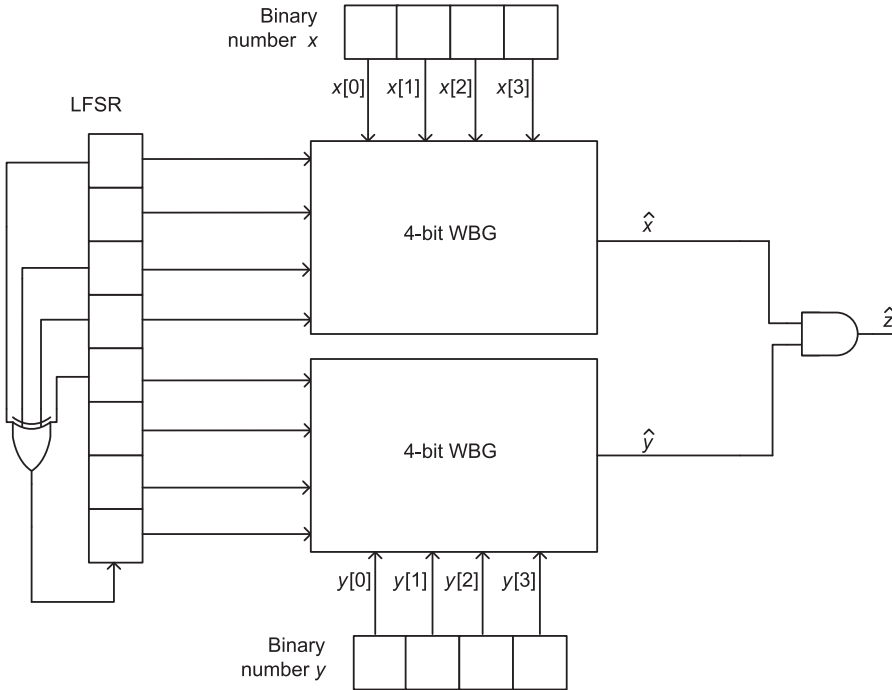 Binary
number x
x[0]
x[1]
x[2]
x[3]
LFSR
4-bit WBG
x̂
ẑ
4-bit WBG
ŷ
y[0]
y[1]
y[2]
y[3]
Binary
number y